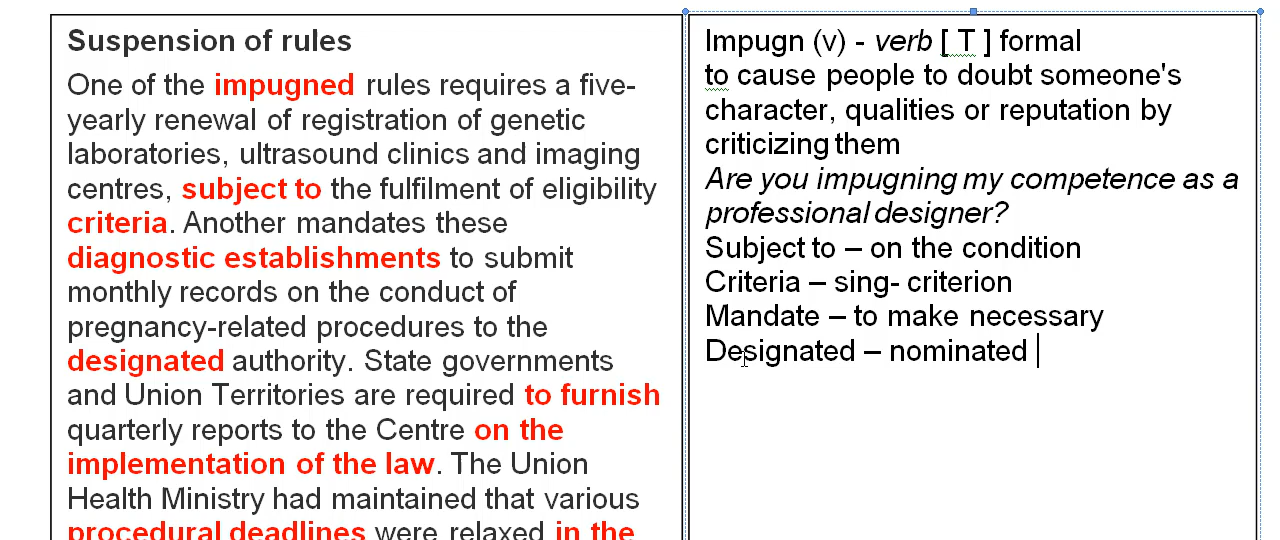 Suspension of rules
One of the impugned rules requires a five-
yearly renewal of registration of genetic
laboratories, ultrasound clinics and imaging
centres, subject to the fulfilment of eligibility
criteria. Another mandates these
diagnostic establishments to submit
monthly records on the conduct of
pregnancy-related procedures to the
designated authority. State governments
and Union Territories are required to furnish
quarterly reports to the Centre on the
implementation of the law. The Union
Health Ministry had maintained that various
procedural deadlines were relaxed in the
Impugn (v) - verb [ T ] formal
to cause people to doubt someone's
character, qualities or reputation by
criticizing them
Are you impugning my competence as a
professional designer?
Subject to – on the condition
Criteria – sing- criterion
Mandate – to make necessary
Designated – nominated